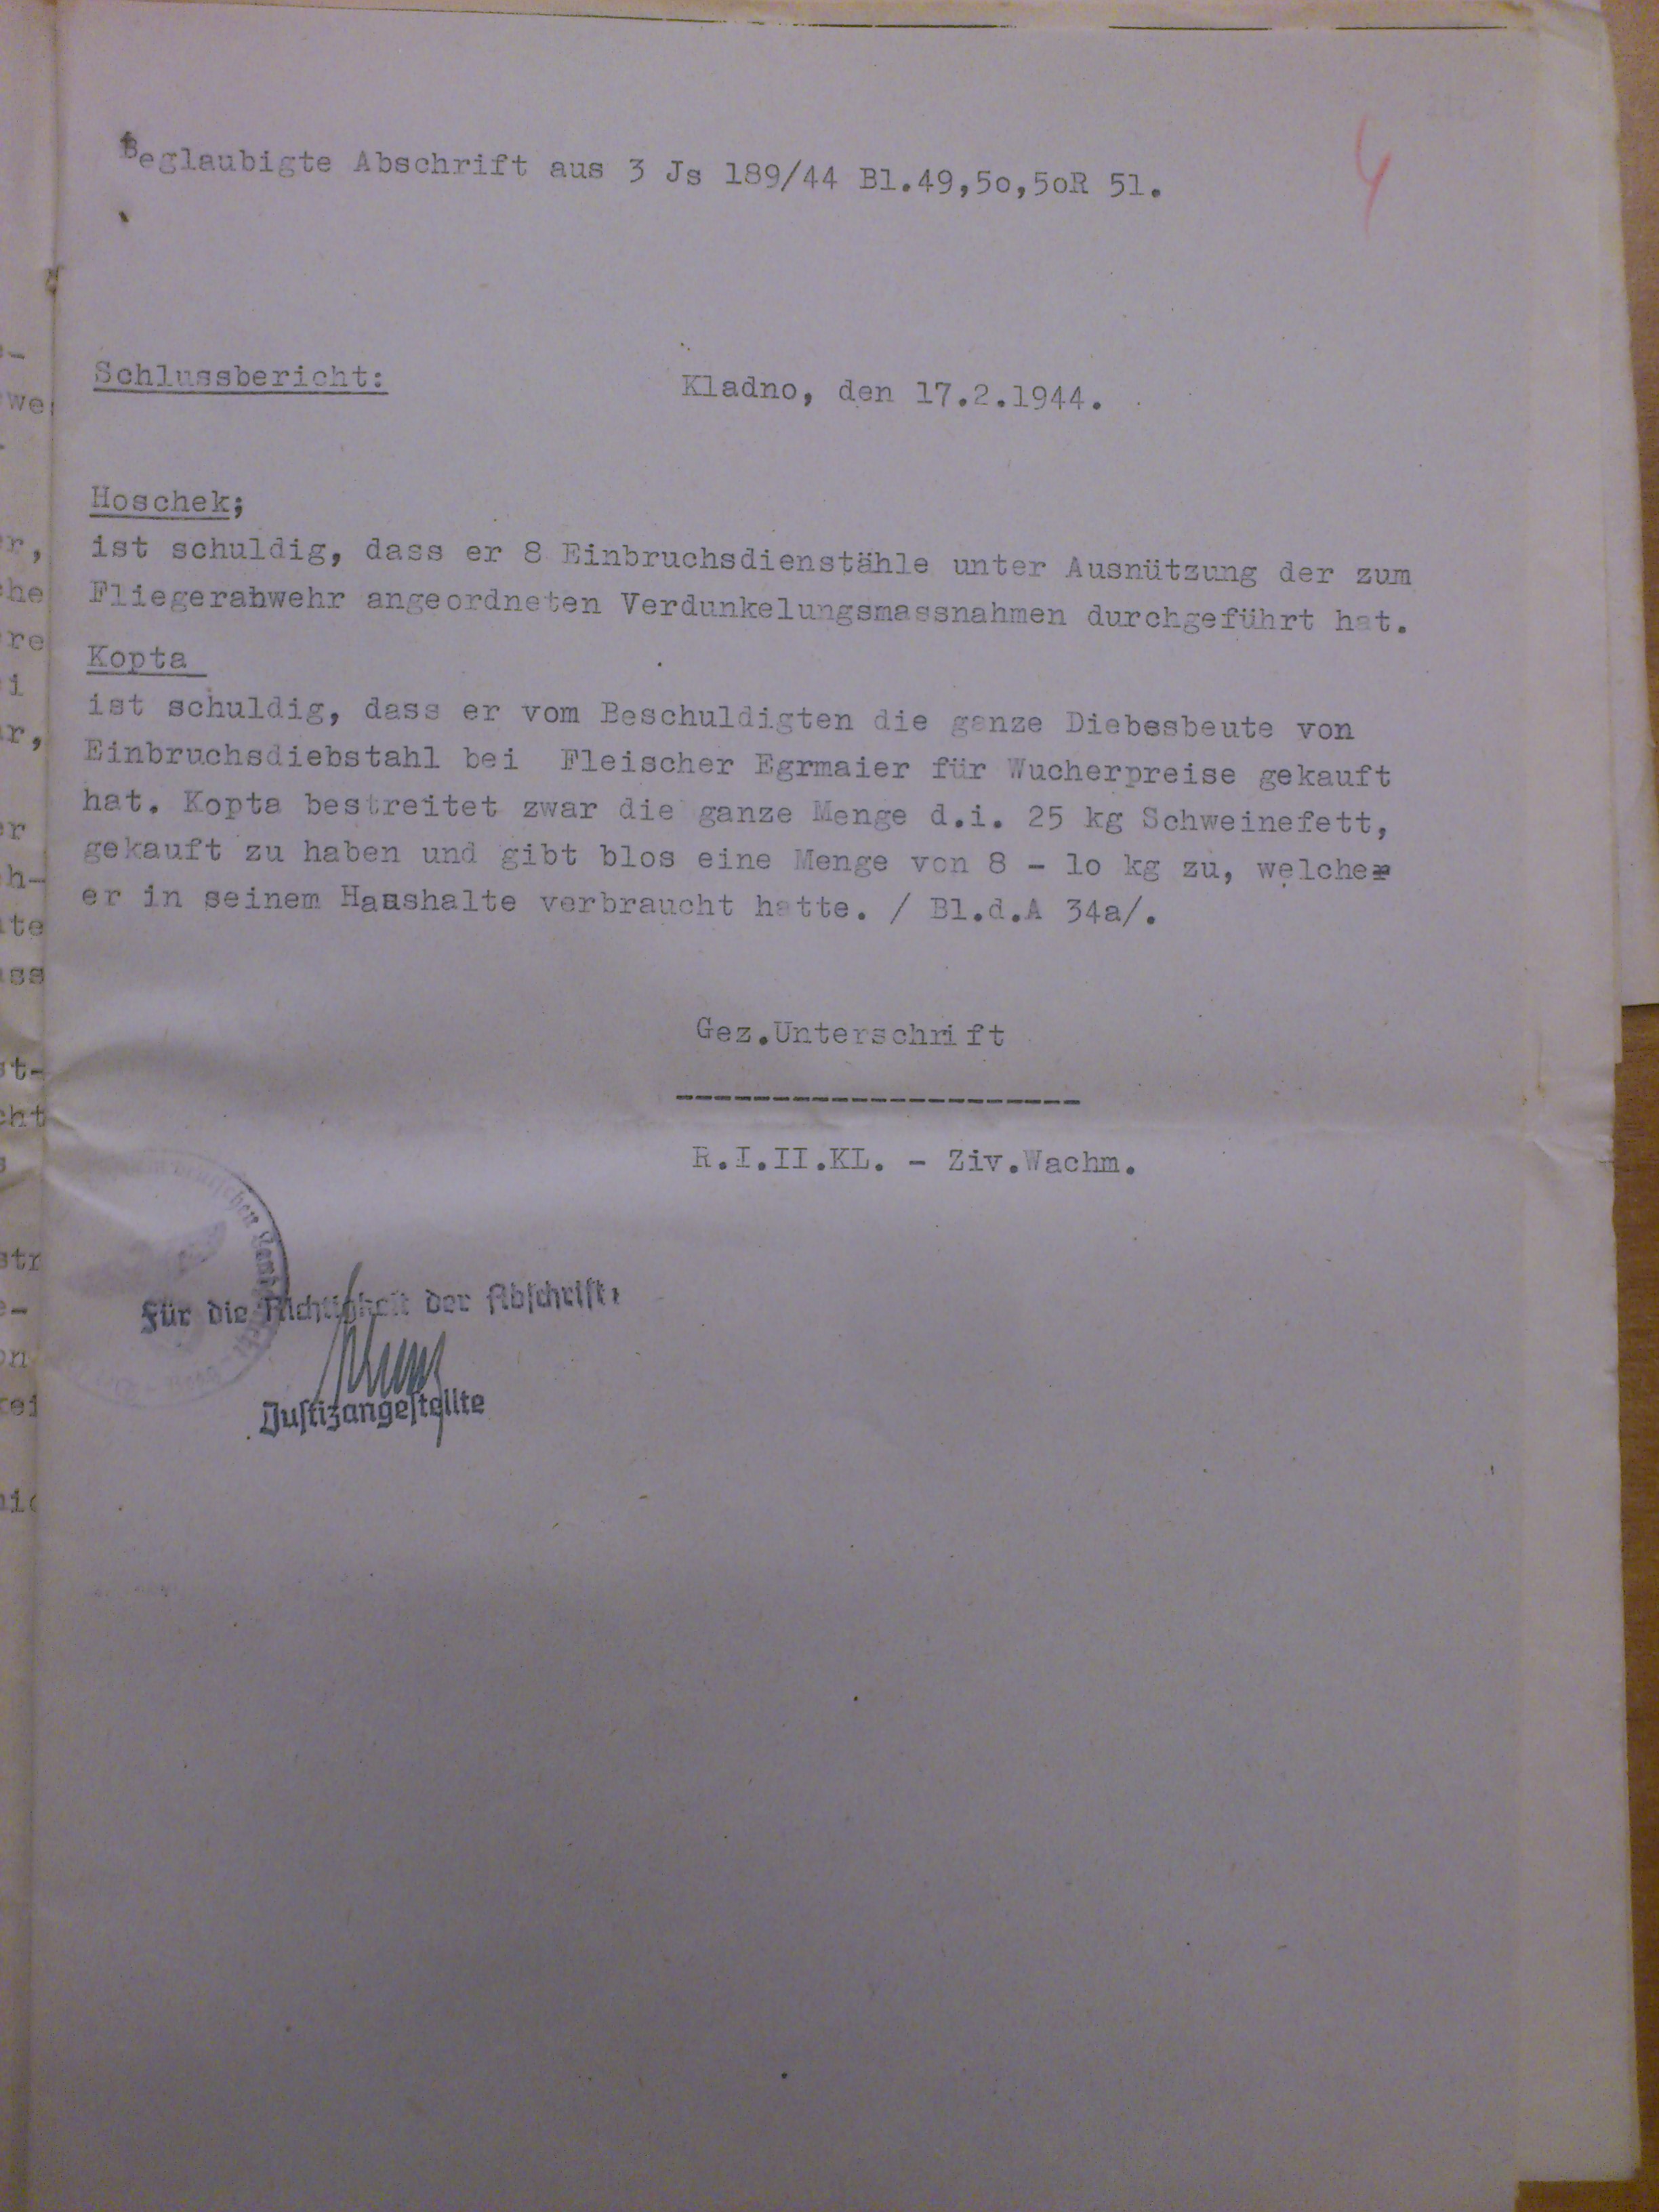 Beglaubigte Abschrift aus 3 Js 189/44 Bl.49,5o,5oR 51.
4
Schlussbericht:
Kladno, den 17.2.1944.
Hoschek;
ist schuldig, dass er 8 Einbruchsdienstähle unter Ausnützung der zum
Fliegerabwehr angeordneten Verdunkelungsmassnahmen durchgeführt hat.
Kopta
ist schuldig, dass er vom Beschuldigten die ganze Diebesbeute von
Einbruchsdiebstahl bei Fleischer Egrmaier für Wucherpreise gekauft
hat. Kopta bestreitet zwar die ganze Menge d.i. 25 kg Schweinefett,
gekauft zu haben und gibt blos eine Menge von 8 - lo kg zu, welche
er in seinem Haushalte verbraucht hatte. / Bl.d.A 34a/.
Gez.Unterschrift
---------------------
R.I.II.KL. - Ziv.Wachm.
Deutschen
Für die Richtigkeit der Abschrift:
Justizangestellte